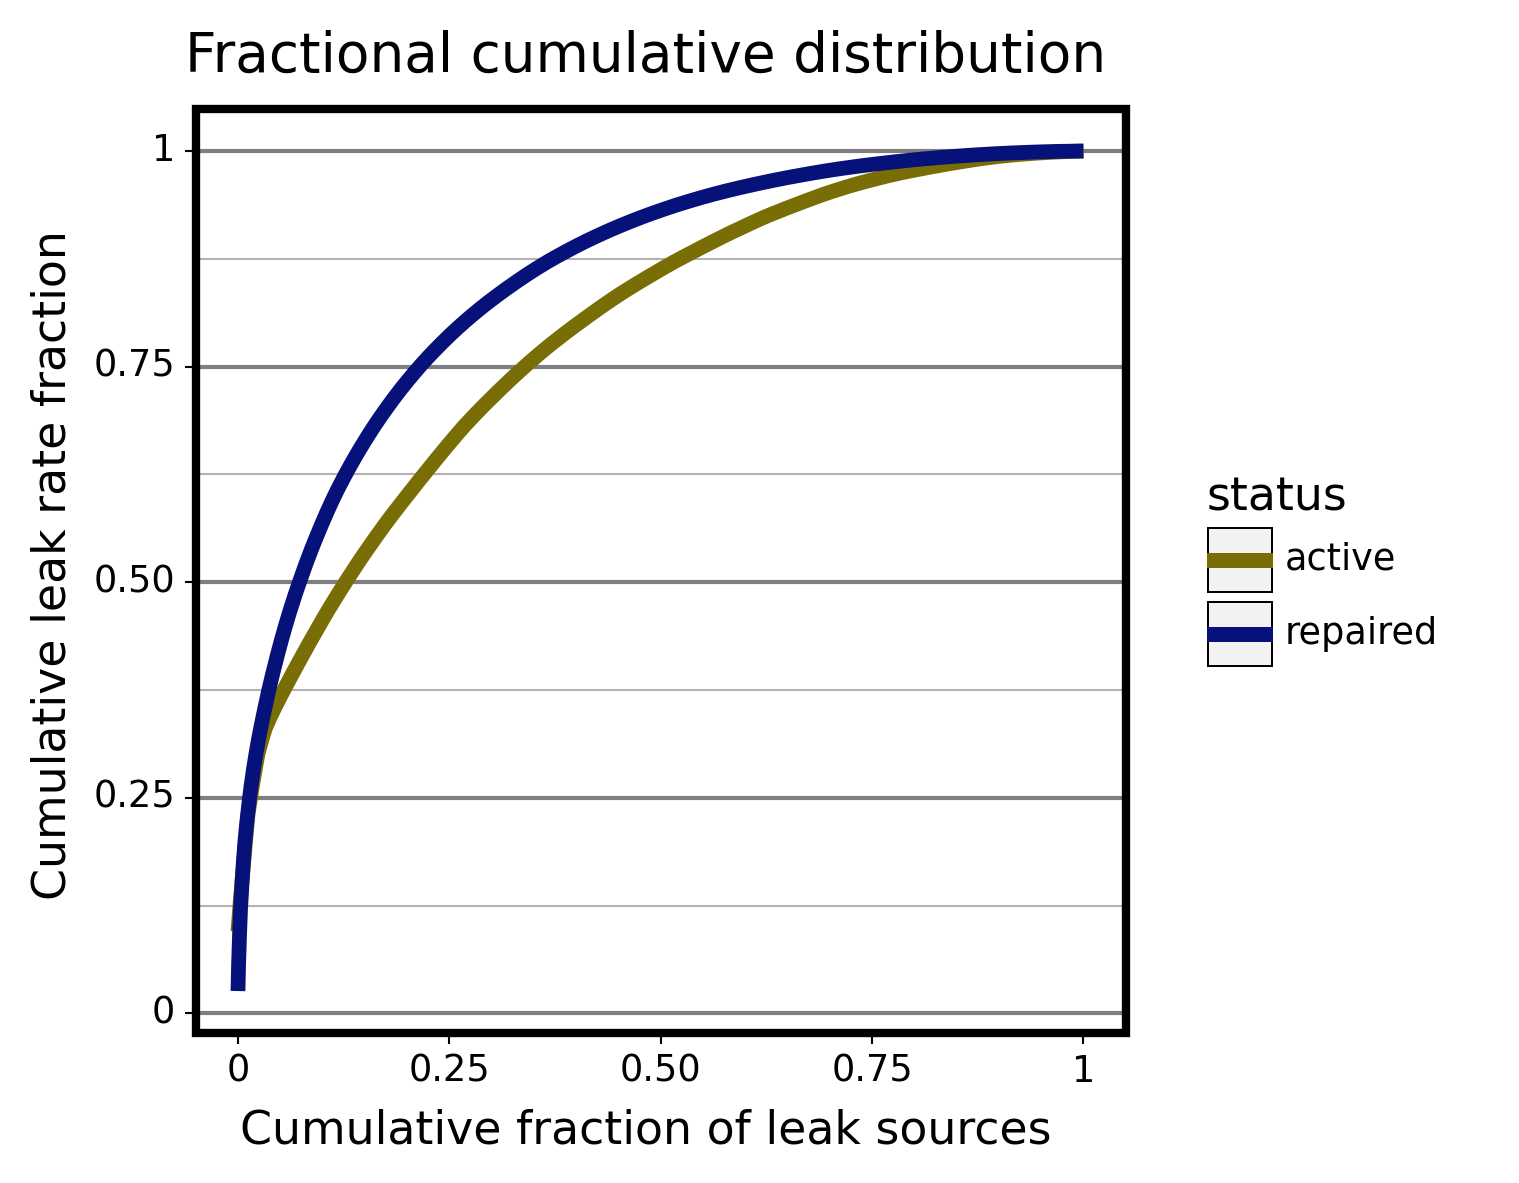 Fractional cumulative distribution
Cumulative leak rate fraction
1
0.75
0.50
0.25
0
0
0.25
0.50
0.75
1
Cumulative fraction of leak sources
status
active
repaired